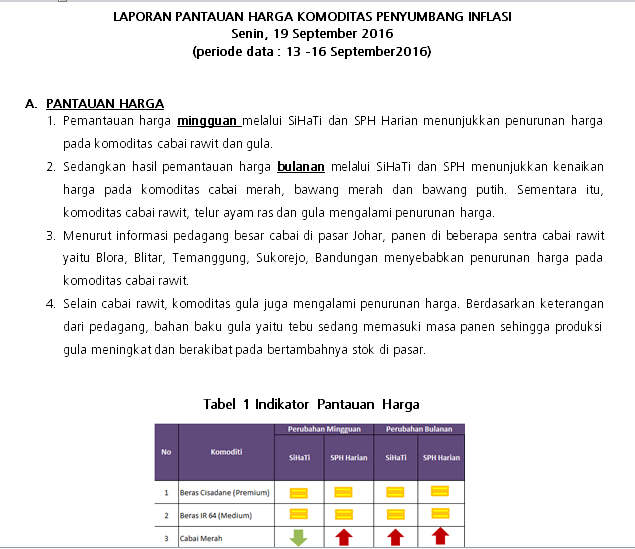 LAPORAN PANTAUAN HARGA KOMODITAS PENYUMBANG INFLASI
Senin, 19 September 2016
(periode data : 13 -16 September2016)
A. PANTAUAN HARGA
1. Pemantauan harga mingguan melalui SiHaTi dan SPH Harian menunjukkan penurunan harga
pada komoditas cabai rawit dan gula.
2. Sedangkan hasil pemantauan harga bulanan melalui SiHaTi dan SPH menunjukkan kenaikan
harga pada komoditas cabai merah, bawang merah dan bawang putih. Sementara itu,
komoditas cabai rawit, telur ayam ras dan gula mengalami penurunan harga.
3. Menurut informasi pedagang besar cabai di pasar Johar, panen di beberapa sentra cabai rawit
yaitu Blora, Blitar, Temanggung, Sukorejo, Bandungan menyebabkan penurunan harga pada
komoditas cabai rawit.
4. Selain cabai rawit, komoditas gula juga mengalami penurunan harga. Berdasarkan keterangan
dari pedagang, bahan baku gula yaitu tebu sedang memasuki masa panen sehingga produksi
gula meningkat dan berakibat pada bertambahnya stok di pasar.
Tabel 1 Indikator Pantauan Harga
No Komoditi Perubahan Mingguan Perubahan Bulanan
SiHaTi SPH Harian SiHaTi SPH Harian
1 Beras Cisadane (Premium)
2 Beras IR 64 (Medium)
3 Cabai Merah